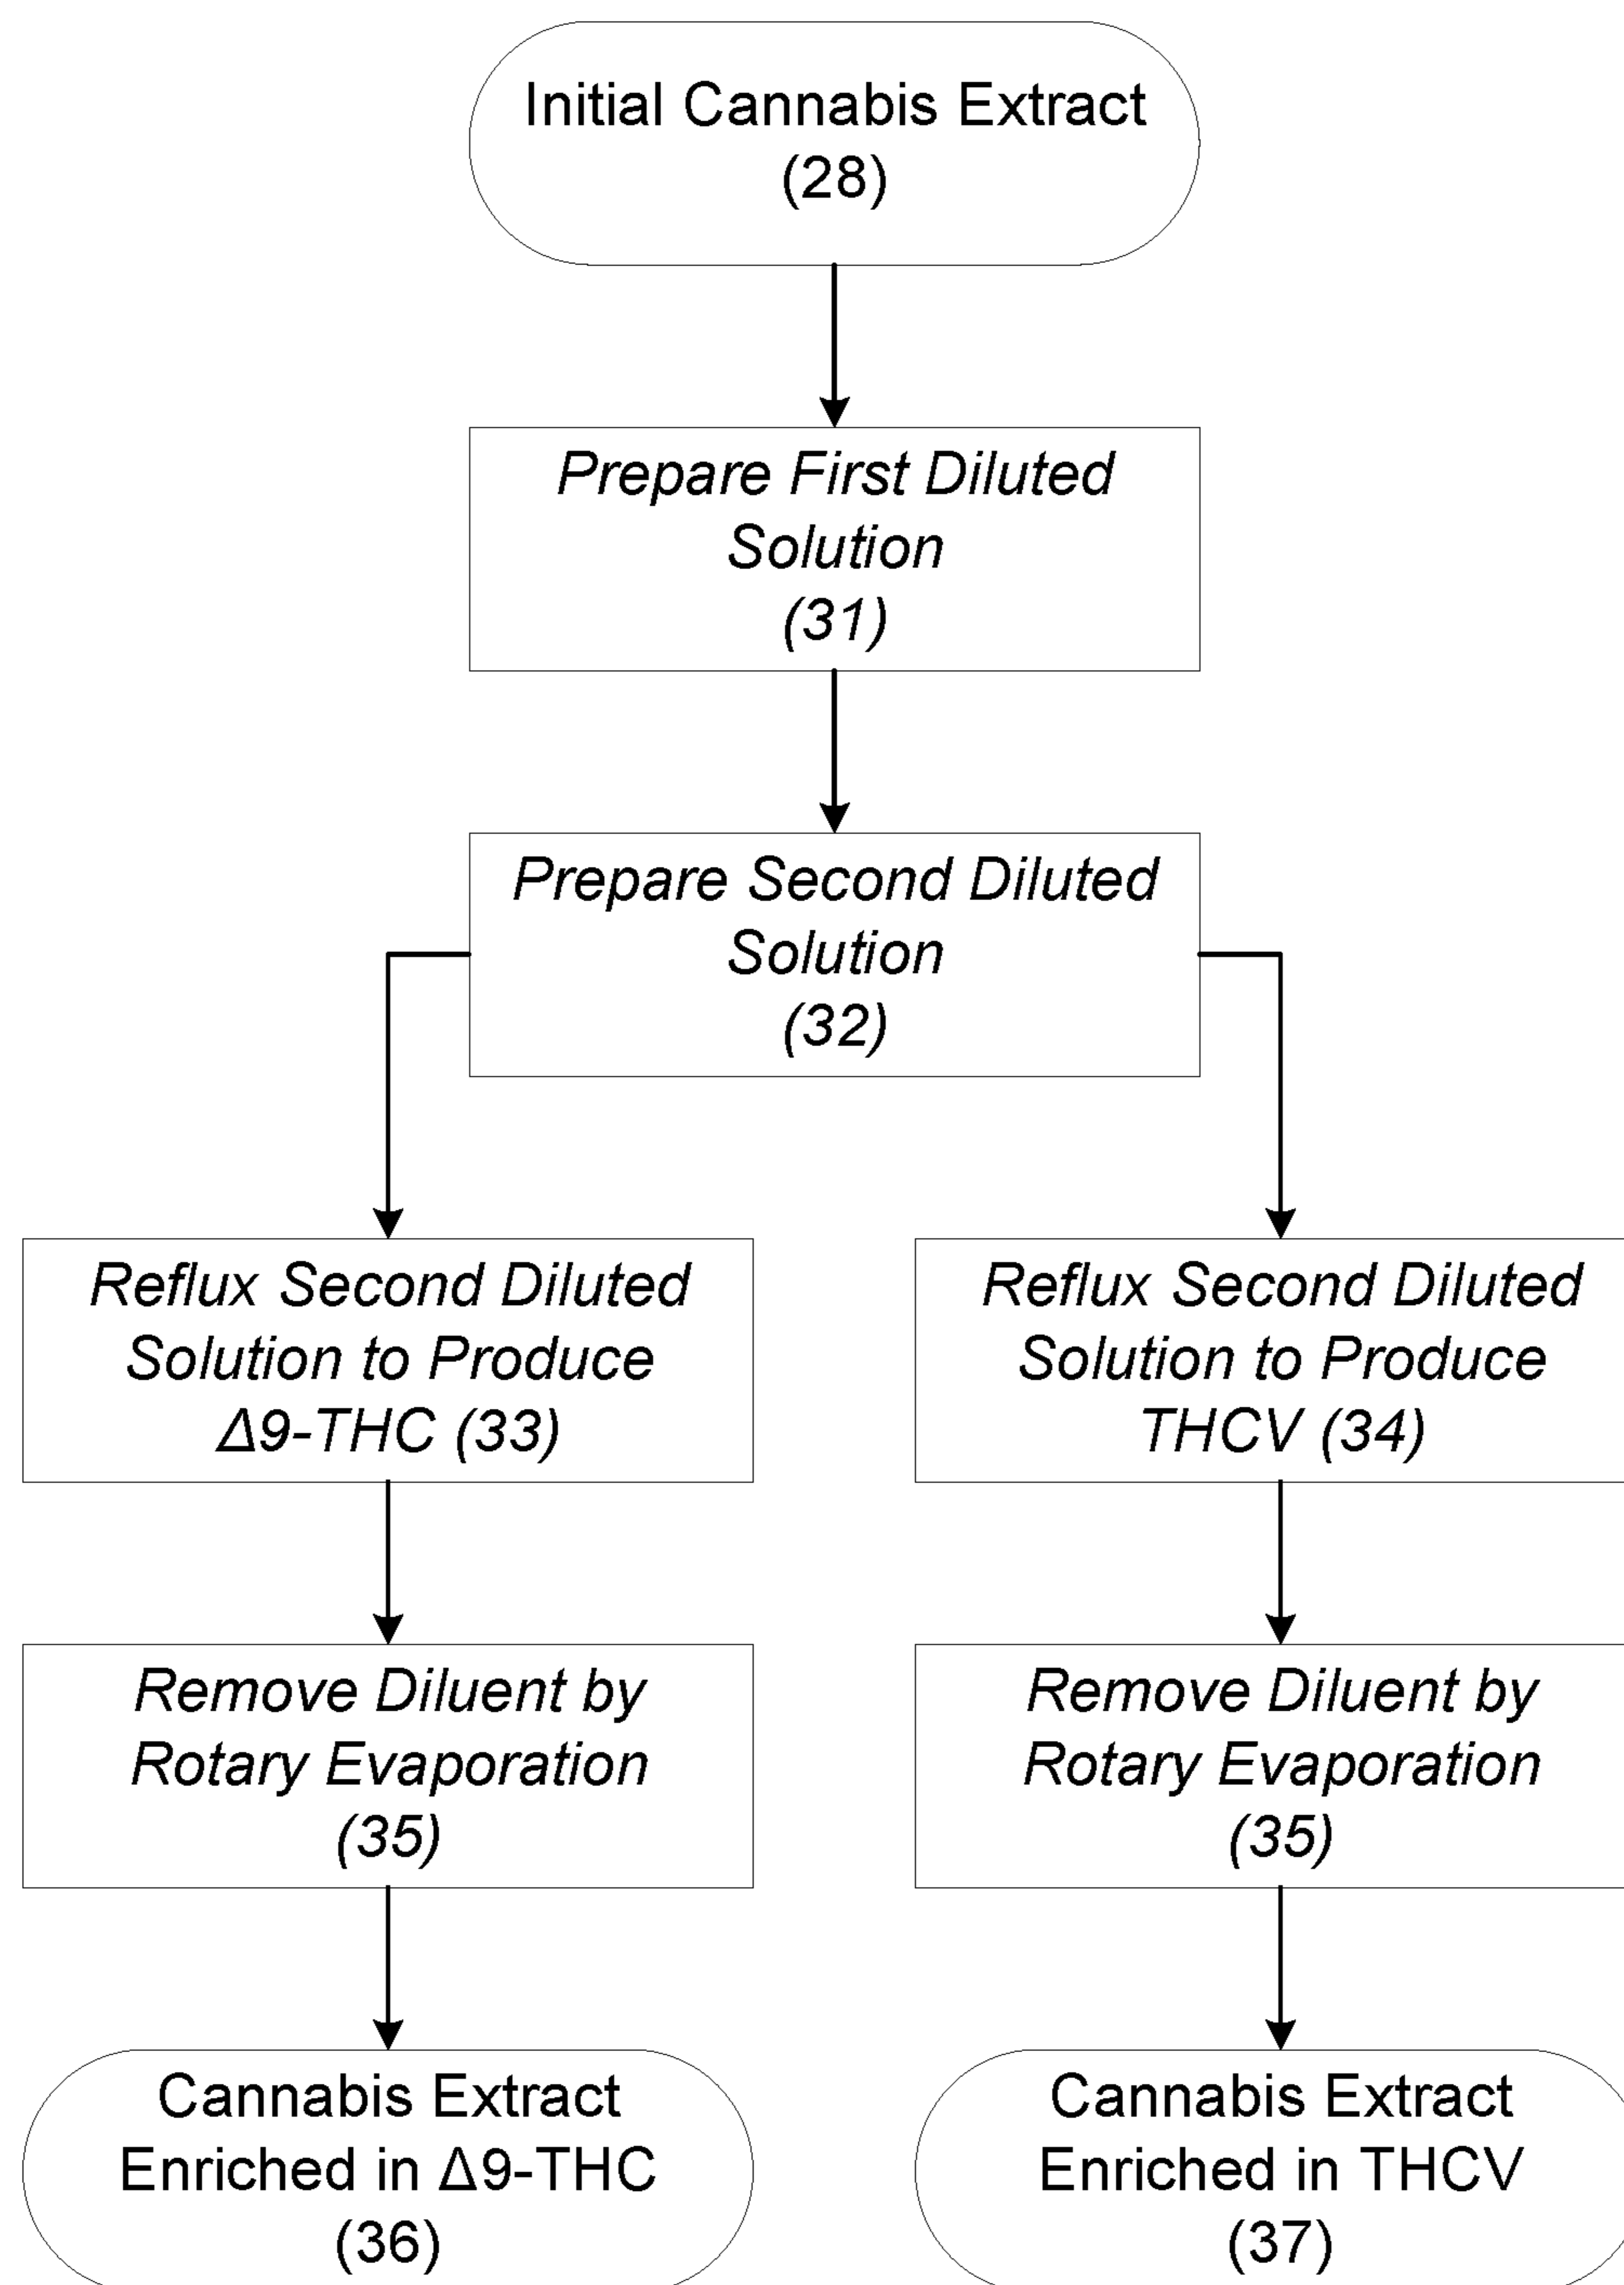 Initial Cannabis Extract
(28)
Prepare First Diluted
Solution
(31)
Prepare Second Diluted
Solution
(32)
Reflux Second Diluted
Solution to Produce
Δ9-THC (33)
Reflux Second Diluted
Solution to Produce
THCV (34)
Remove Diluent by
Rotary Evaporation
(35)
Remove Diluent by
Rotary Evaporation
(35)
Cannabis Extract
Enriched in Δ9-THC
(36)
Cannabis Extract
Enriched in THCV
(37)